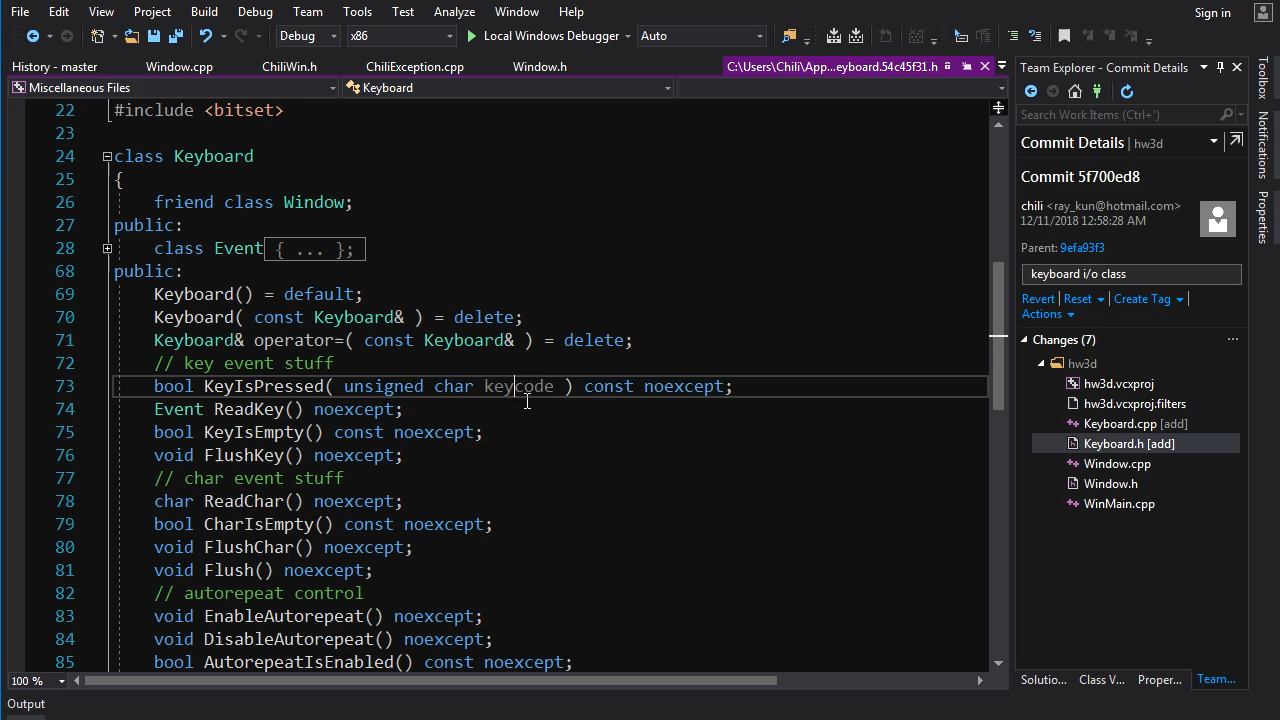 File Edit View Project Build Debug Team Tools Test Analyze Window Help Sign in
Debug x86 Local Windows Debugger Auto
History - master Window.cpp ChiliWin.h ChiliException.cpp Window.h C:\Users\Chili\App...eyboard.54c45f31.h
Miscellaneous Files Keyboard
22 #include <bitset>
23
24 class Keyboard
25 {
26 friend class Window;
27 public:
28 class Event { ... };
68 public:
69 Keyboard() = default;
70 Keyboard( const Keyboard& ) = delete;
71 Keyboard& operator=( const Keyboard& ) = delete;
72 // key event stuff
73 bool KeyIsPressed( unsigned char keycode ) const noexcept;
74 Event ReadKey() noexcept;
75 bool KeyIsEmpty() const noexcept;
76 void FlushKey() noexcept;
77 // char event stuff
78 char ReadChar() noexcept;
79 bool CharIsEmpty() const noexcept;
80 void FlushChar() noexcept;
81 void Flush() noexcept;
82 // autorepeat control
83 void EnableAutorepeat() noexcept;
84 void DisableAutorepeat() noexcept;
85 bool AutorepeatIsEnabled() const noexcept;
100 %
Output
Team Explorer - Commit Details
Search Work Items (Ctrl+')
Commit Details | hw3d
Commit 5f700ed8
chili <ray_kun@hotmail.com>
12/11/2018 12:58:28 AM
Parent: 9efa93f3
keyboard i/o class
Revert | Reset | Create Tag |
Actions
Changes (7) ...
hw3d
hw3d.vcxproj
hw3d.vcxproj.filters
Keyboard.cpp [add]
Keyboard.h [add]
Window.cpp
Window.h
WinMain.cpp
Solutio... Class V... Proper... Team...
Toolbox
Notifications
Properties